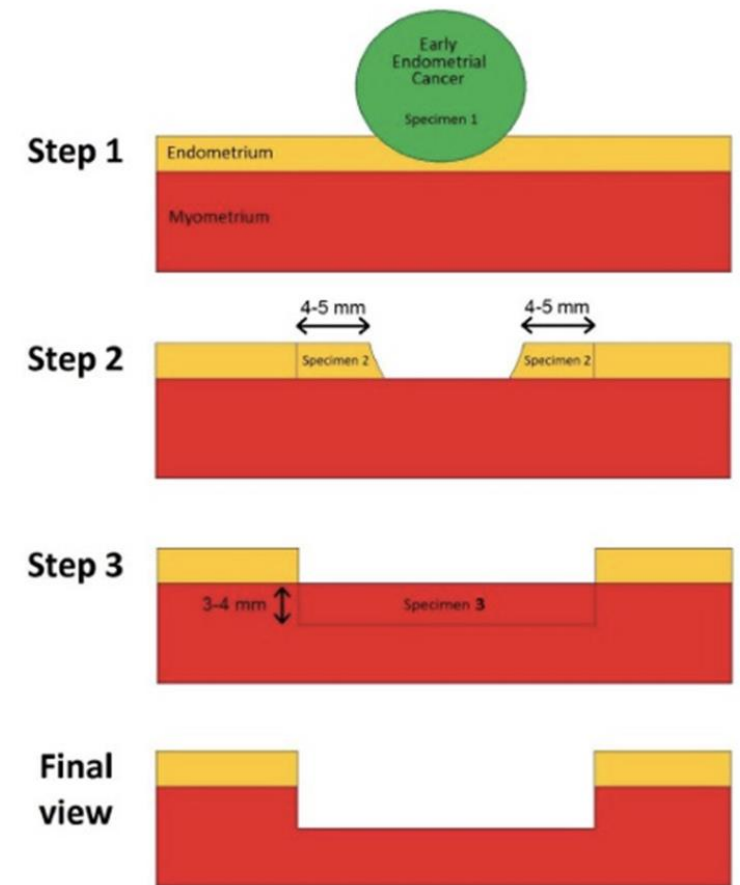 Early
Endometrial
Cancer
Specimen 1
Step 1
Endometrium
Myometrium
4-5 mm 4-5 mm
Step 2
Specimen 2 Specimen 2
Step 3
3-4 mm Specimen 3
Final
view